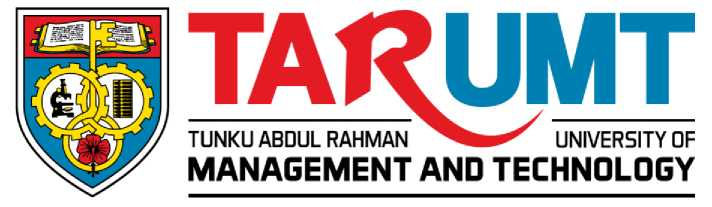 TARUMT
TUNKU ABDUL RAHMAN UNIVERSITY OF
MANAGEMENT AND TECHNOLOGY